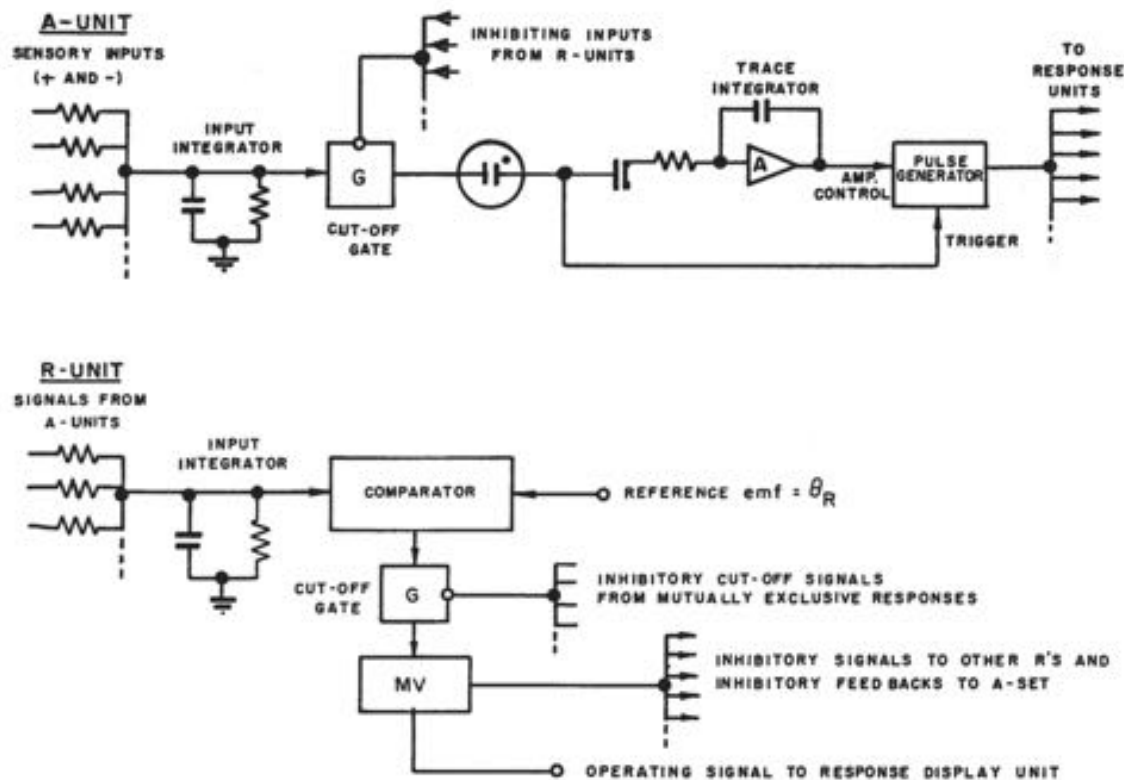 A-UNIT
SENSORY INPUTS
(+ AND -)
INPUT
INTEGRATOR
G
CUT-OFF
GATE
INHIBITING INPUTS
FROM R-UNITS
TRACE
INTEGRATOR
A
AMP.
CONTROL
PULSE
GENERATOR
TRIGGER
TO
RESPONSE
UNITS
R-UNIT
SIGNALS FROM
A-UNITS
INPUT
INTEGRATOR
COMPARATOR
REFERENCE emf = θR
CUT-OFF
GATE
G
INHIBITORY CUT-OFF SIGNALS
FROM MUTUALLY EXCLUSIVE RESPONSES
MV
INHIBITORY SIGNALS TO OTHER R'S AND
INHIBITORY FEEDBACKS TO A-SET
OPERATING SIGNAL TO RESPONSE DISPLAY UNIT